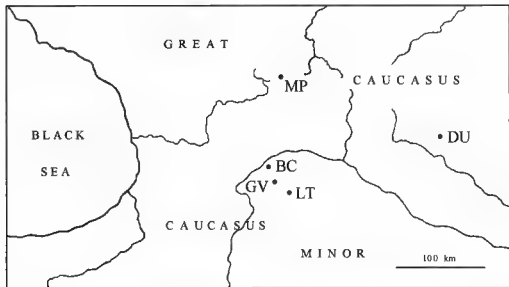 GREAT
MP
CAUCASUS
BLACK
SEA
DU
BC
GV
LT
CAUCASUS
MINOR
100 km